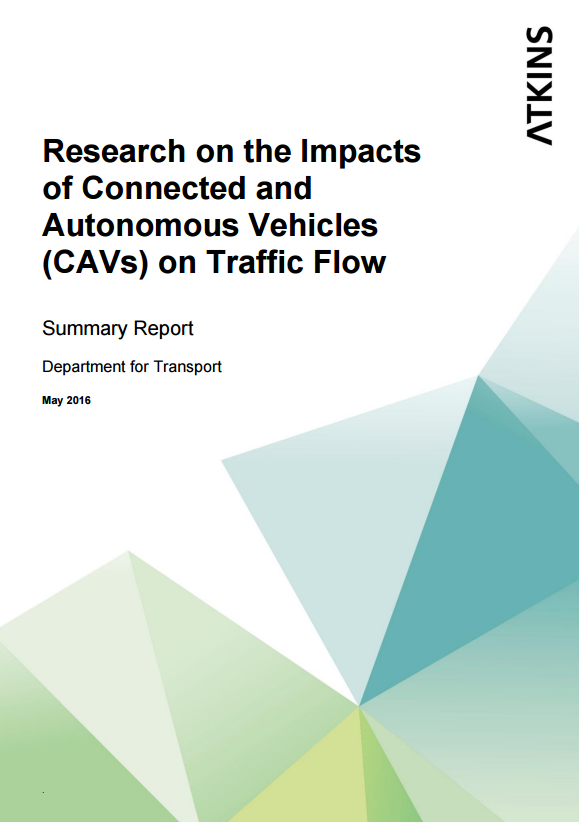 ATKINS
Research on the Impacts
of Connected and
Autonomous Vehicles
(CAVs) on Traffic Flow
Summary Report
Department for Transport
May 2016
.